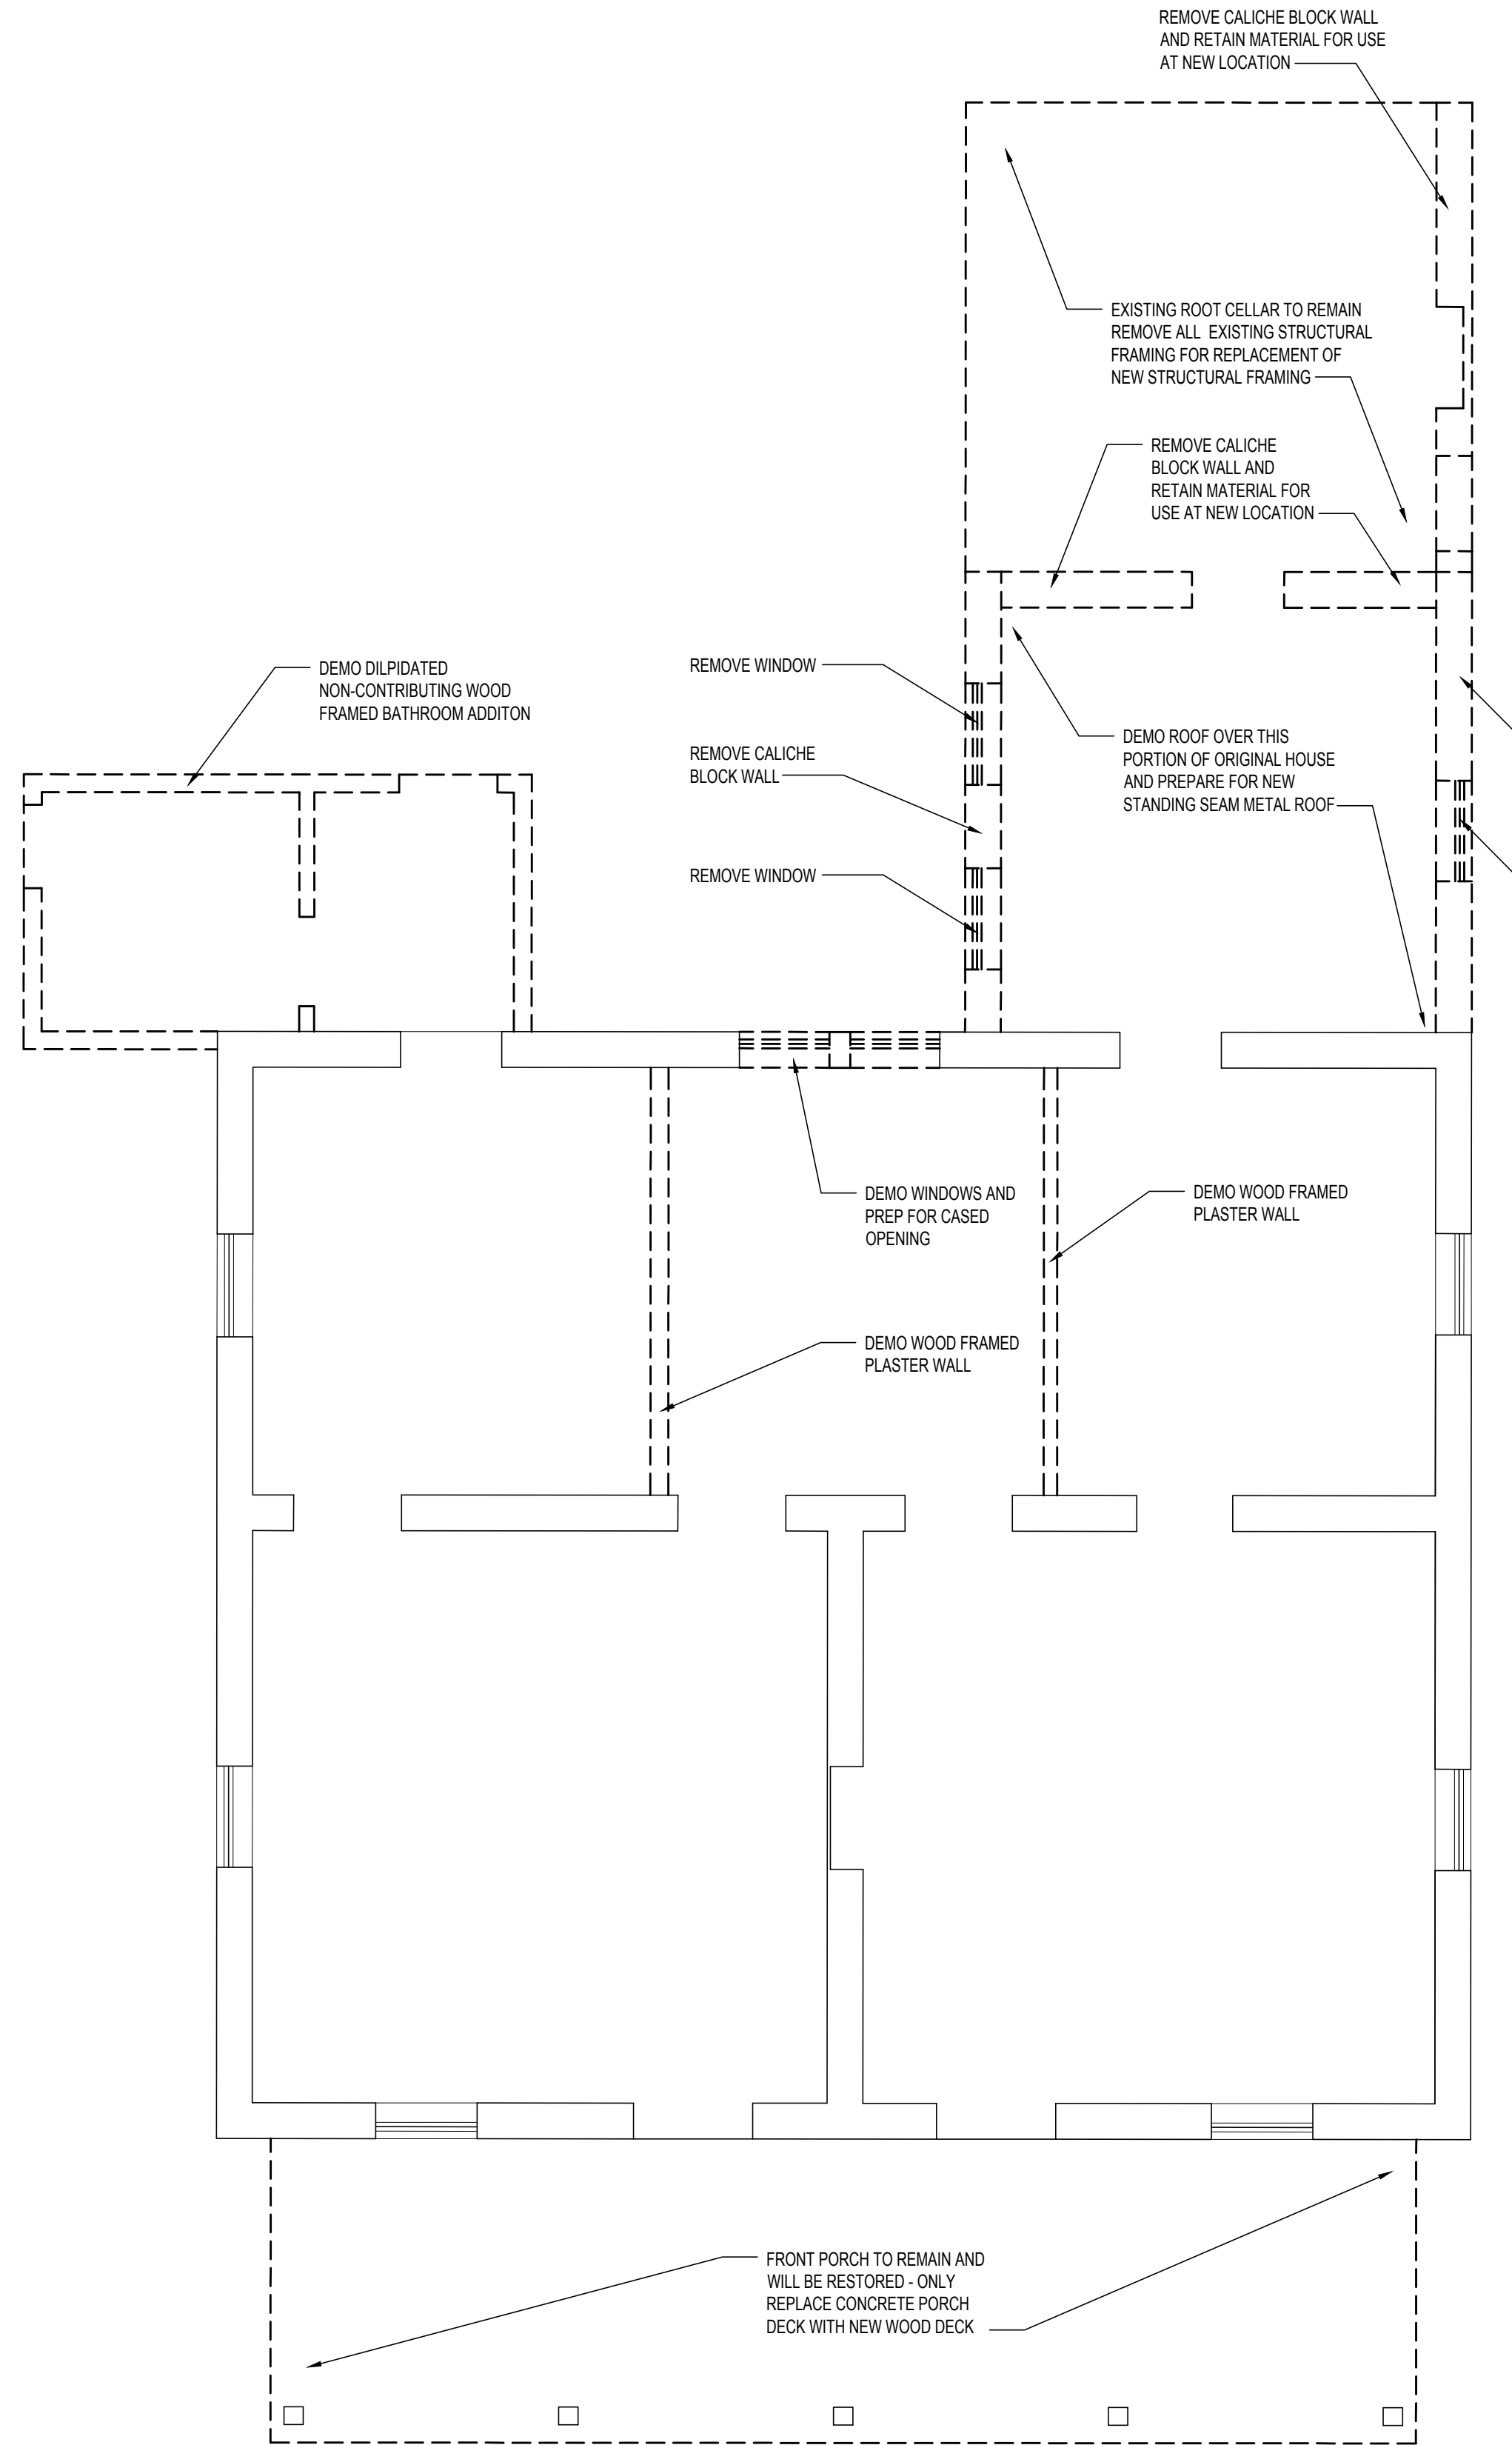 REMOVE CALICHE BLOCK WALL
AND RETAIN MATERIAL FOR USE
AT NEW LOCATION
EXISTING ROOT CELLAR TO REMAIN
REMOVE ALL EXISTING STRUCTURAL
FRAMING FOR REPLACEMENT OF
NEW STRUCTURAL FRAMING
REMOVE CALICHE
BLOCK WALL AND
RETAIN MATERIAL FOR
USE AT NEW LOCATION
DEMO DILPIDATED
NON-CONTRIBUTING WOOD
FRAMED BATHROOM ADDITON
REMOVE WINDOW
REMOVE CALICHE
BLOCK WALL
DEMO ROOF OVER THIS
PORTION OF ORIGINAL HOUSE
AND PREPARE FOR NEW
STANDING SEAM METAL ROOF
REMOVE WINDOW
DEMO WINDOWS AND
PREP FOR CASED
OPENING
DEMO WOOD FRAMED
PLASTER WALL
DEMO WOOD FRAMED
PLASTER WALL
FRONT PORCH TO REMAIN AND
WILL BE RESTORED - ONLY
REPLACE CONCRETE PORCH
DECK WITH NEW WOOD DECK